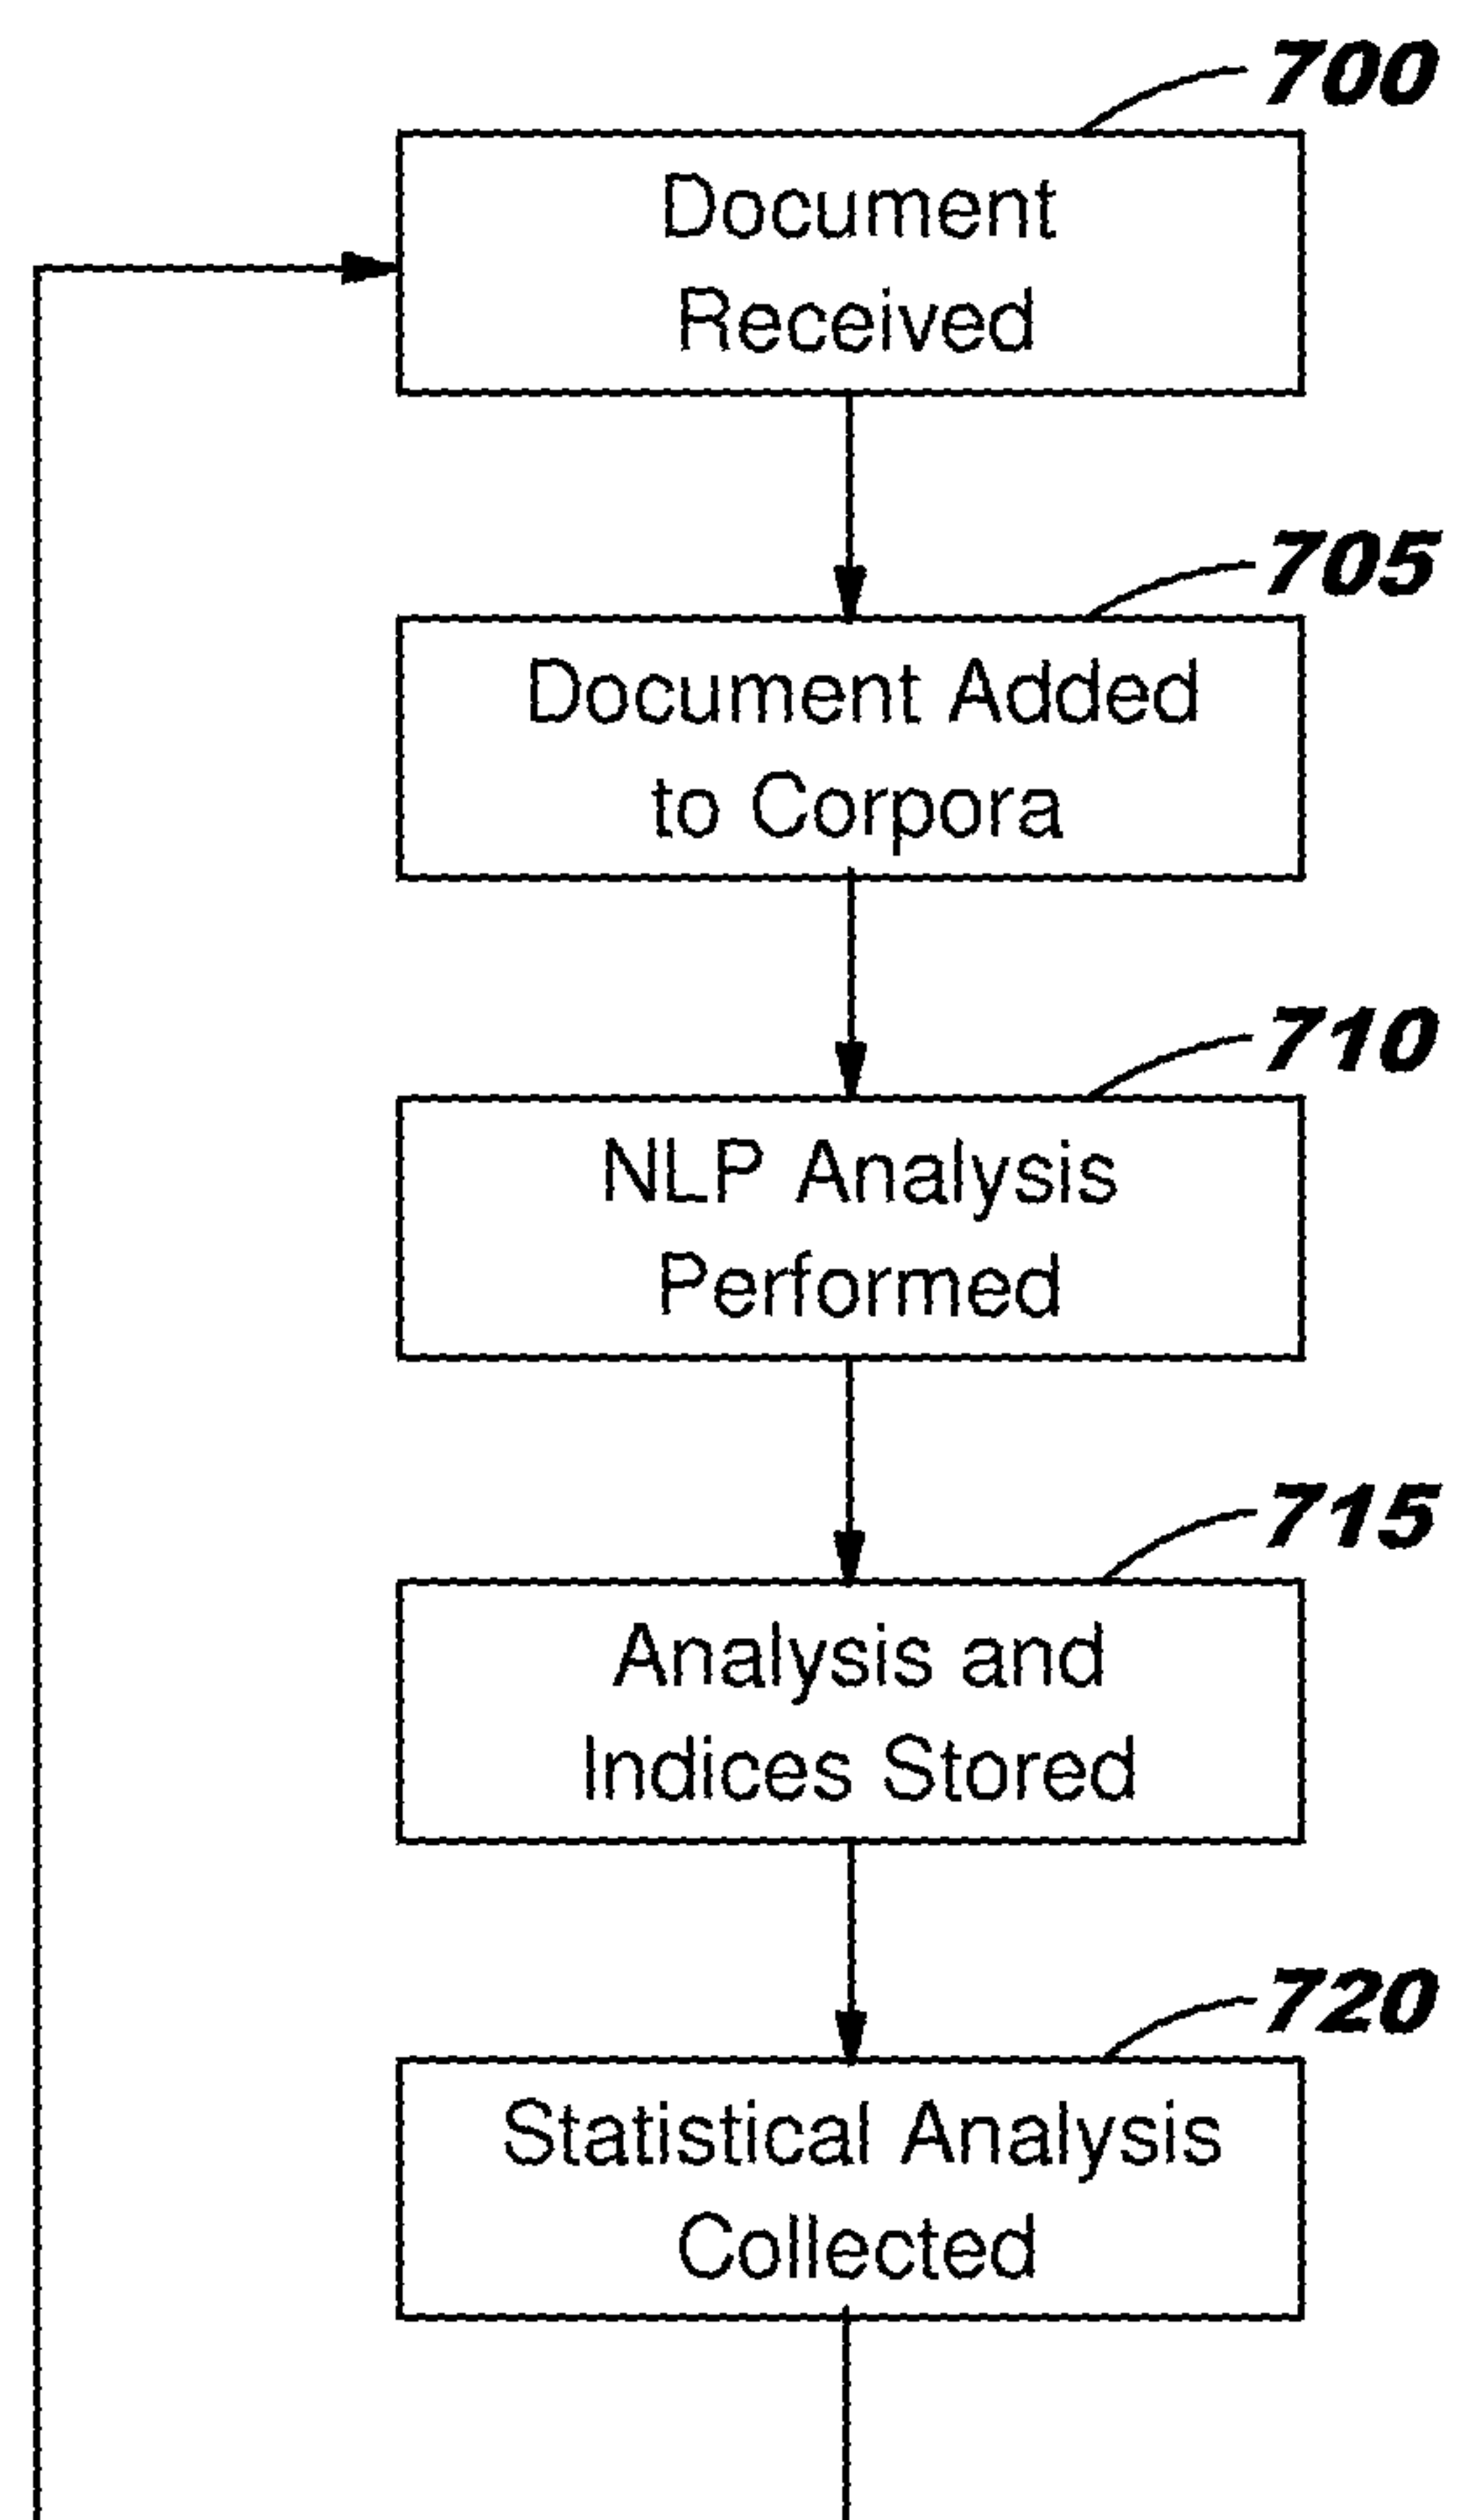 700
Document
Received
705
Document Added
to Corpora
710
NLP Analysis
Performed
715
Analysis and
Indices Stored
720
Statistical Analysis
Collected